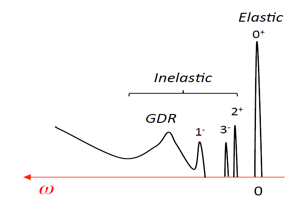 Elastic
0⁺
Inelastic
GDR
1⁻
3⁻
2⁺
ω
0